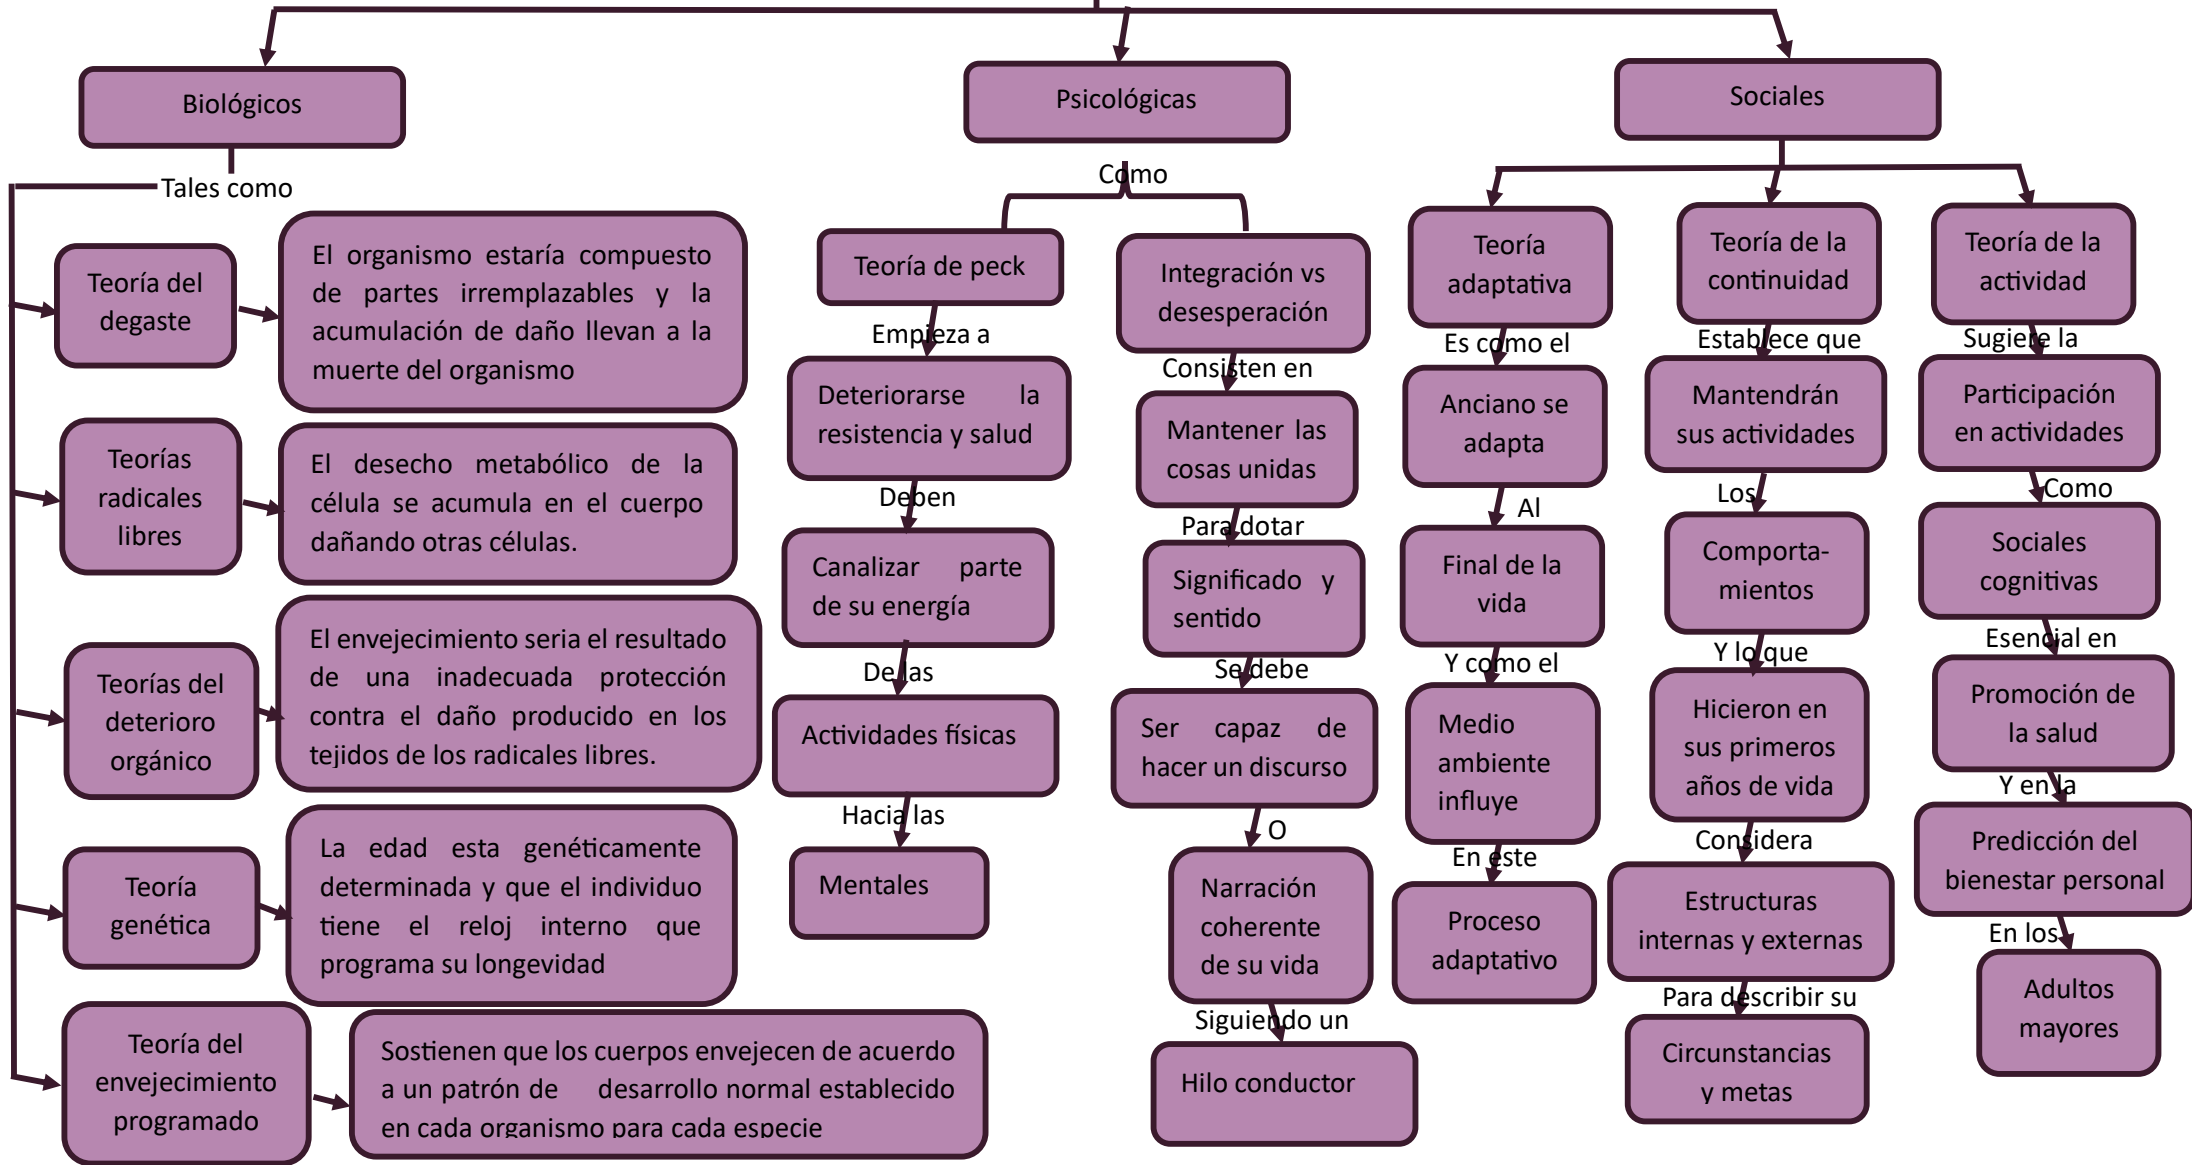 Biológicos
Tales como
Teoría del
degaste
El organismo estaría compuesto
de partes irremplazables y la
acumulación de daño llevan a la
muerte del organismo
Teorías
radicales
libres
El desecho metabólico de la
célula se acumula en el cuerpo
dañando otras células.
Teorías del
deterioro
orgánico
El envejecimiento seria el resultado
de una inadecuada protección
contra el daño producido en los
tejidos de los radicales libres.
Teoría
genética
La edad esta genéticamente
determinada y que el individuo
tiene el reloj interno que
programa su longevidad
Teoría del
envejecimiento
programado
Sostienen que los cuerpos envejecen de acuerdo
a un patrón de desarrollo normal establecido
en cada organismo para cada especie
Psicológicas
Como
Teoría de peck
Empieza a
Deteriorarse la
resistencia y salud
Deben
Canalizar parte
de su energía
De las
Actividades físicas
Hacia las
Mentales
Integración vs
desesperación
Consisten en
Mantener las
cosas unidas
Para dotar
Significado y
sentido
Se debe
Ser capaz de
hacer un discurso
O
Narración
coherente
de su vida
Siguiendo un
Hilo conductor
Sociales
Teoría
adaptativa
Es como el
Anciano se
adapta
Al
Final de la
vida
Y como el
Medio
ambiente
influye
En este
Proceso
adaptativo
Teoría de la
continuidad
Establece que
Mantendrán
sus actividades
Los
Comporta-
mientos
Y lo que
Hicieron en
sus primeros
años de vida
Considera
Estructuras
internas y externas
Para describir su
Circunstancias
y metas
Teoría de la
actividad
Sugiere la
Participación
en actividades
Como
Sociales
cognitivas
Esencial en
Promoción de
la salud
Y en la
Predicción del
bienestar personal
En los
Adultos
mayores